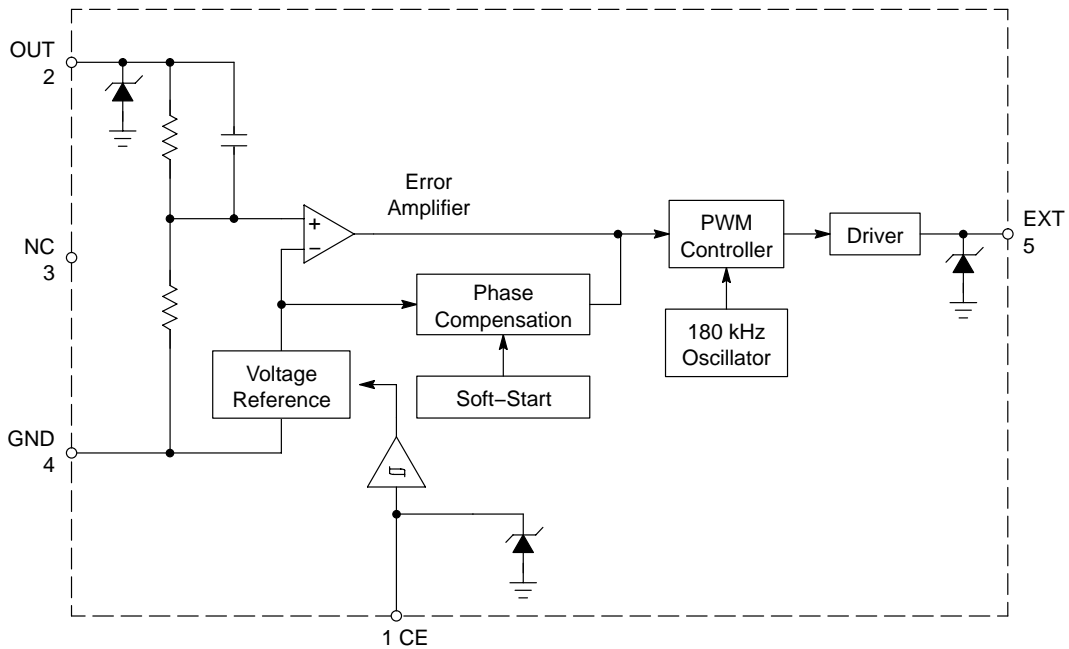 OUT
2
Error
Amplifier
+
−
NC
3
PWM
Controller
Driver
EXT
5
Phase
Compensation
180 kHz
Oscillator
Voltage
Reference
Soft−Start
GND
4
1 CE